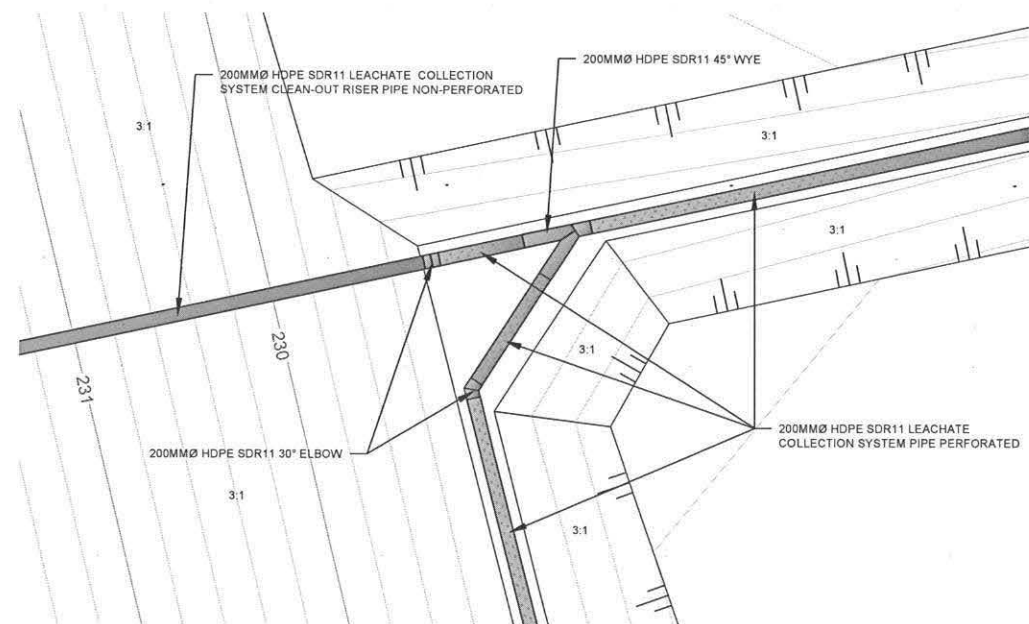 200MMØ HDPE SDR11 LEACHATE COLLECTION
SYSTEM CLEAN-OUT RISER PIPE NON-PERFORATED
200MMØ HDPE SDR11 45° WYE
3:1
3:1
3:1
230
231
3:1
200MMØ HDPE SDR11 30° ELBOW
200MMØ HDPE SDR11 LEACHATE
COLLECTION SYSTEM PIPE PERFORATED
3:1
3:1